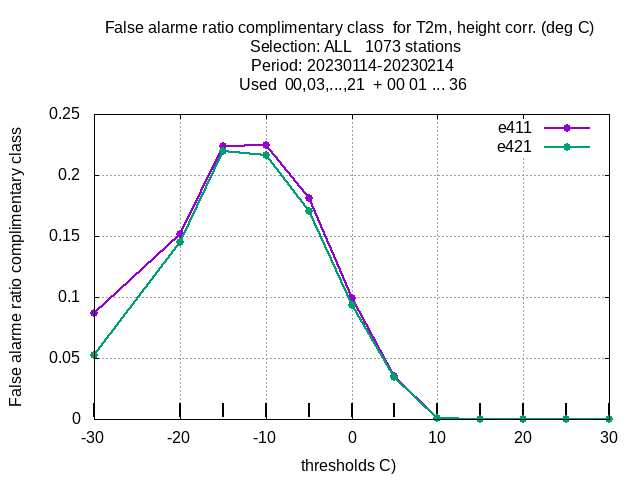 False alarme ratio complimentary class  for T2m, height corr. (deg C)
Selection: ALL   1073 stations
Period: 20230114-20230214
Used  00,03,...,21  + 00 01 ... 36
False alarme ratio complimentary class
0.25
0.2
0.15
0.1
0.05
0
e411
e421
-30 -20 -10 0 10 20 30
thresholds C)